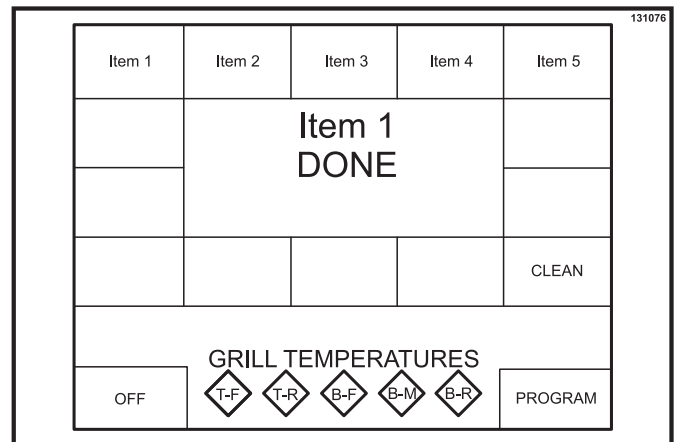 131076
Item 1 Item 2 Item 3 Item 4 Item 5
Item 1
DONE
CLEAN
GRILL TEMPERATURES
OFF T-F T-R B-F B-M B-R PROGRAM